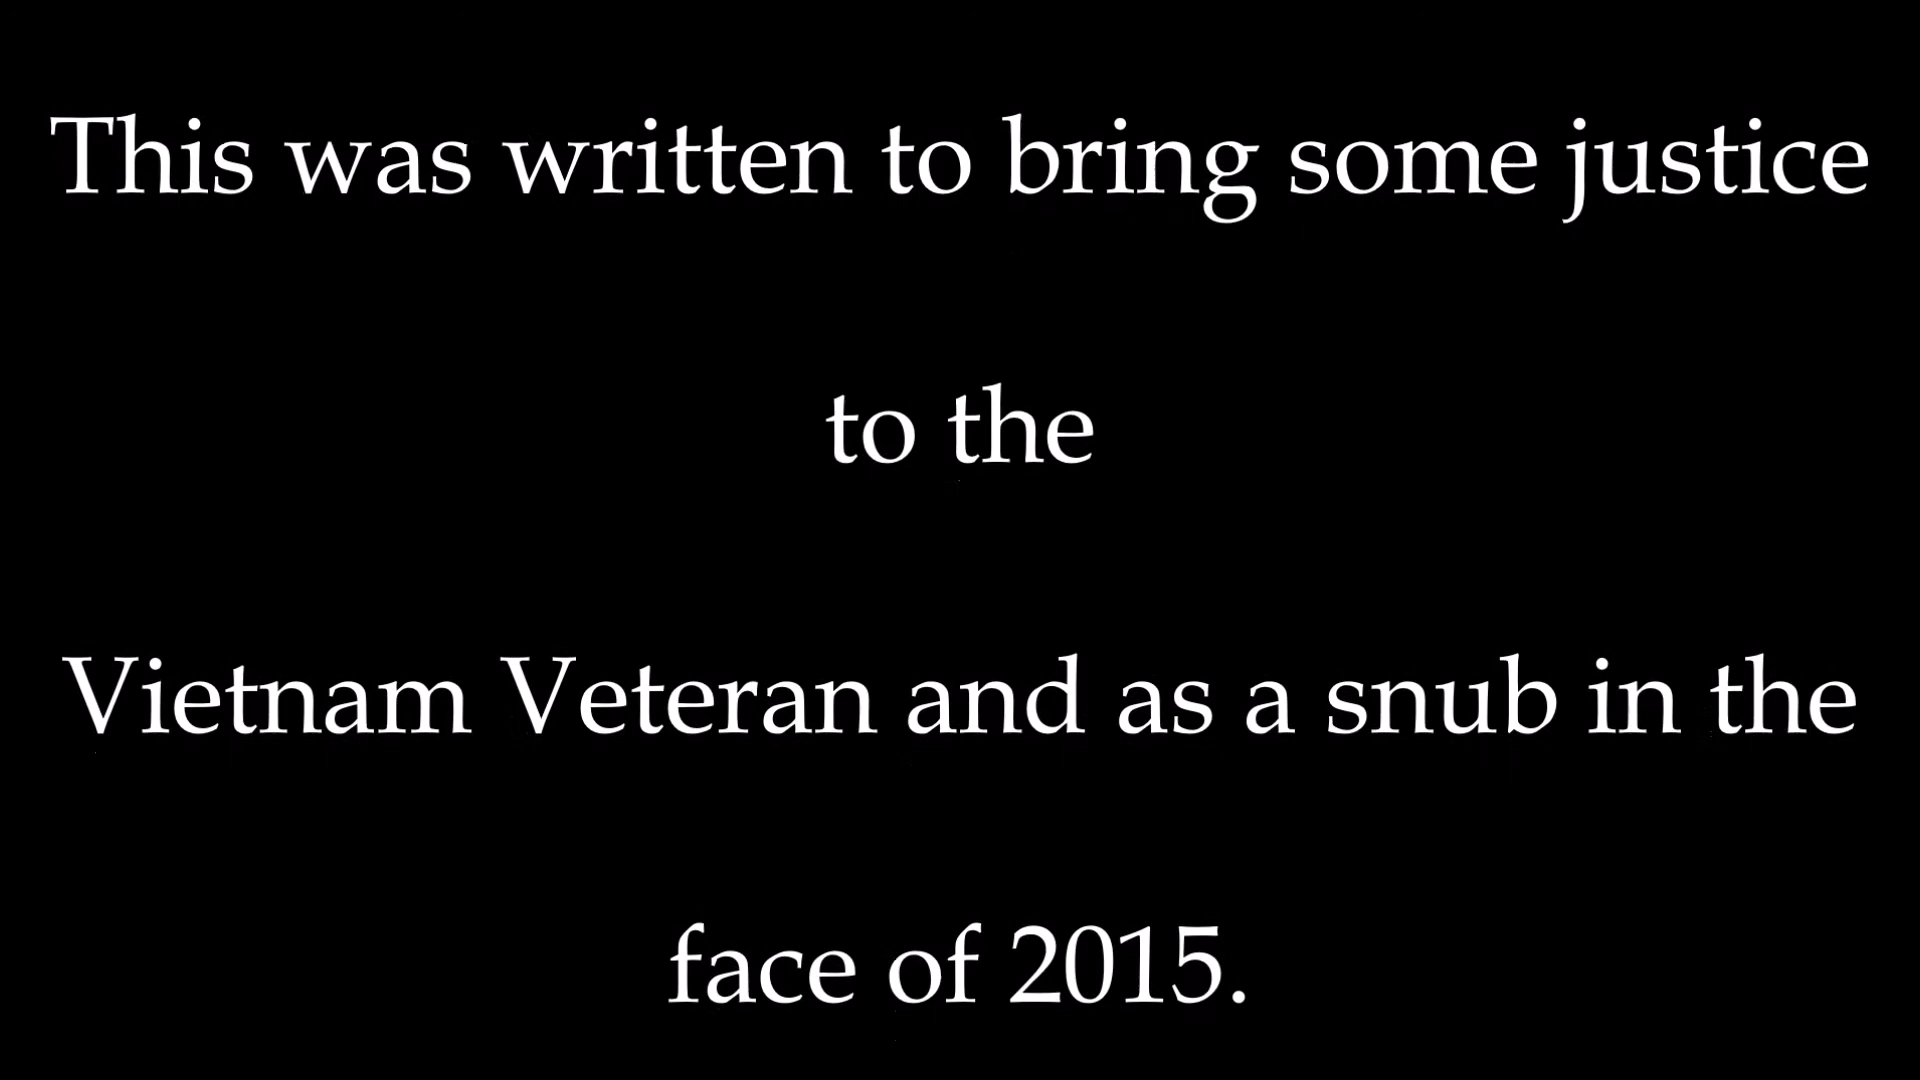 This was written to bring some justice
to the
Vietnam Veteran and as a snub in the
face of 2015.